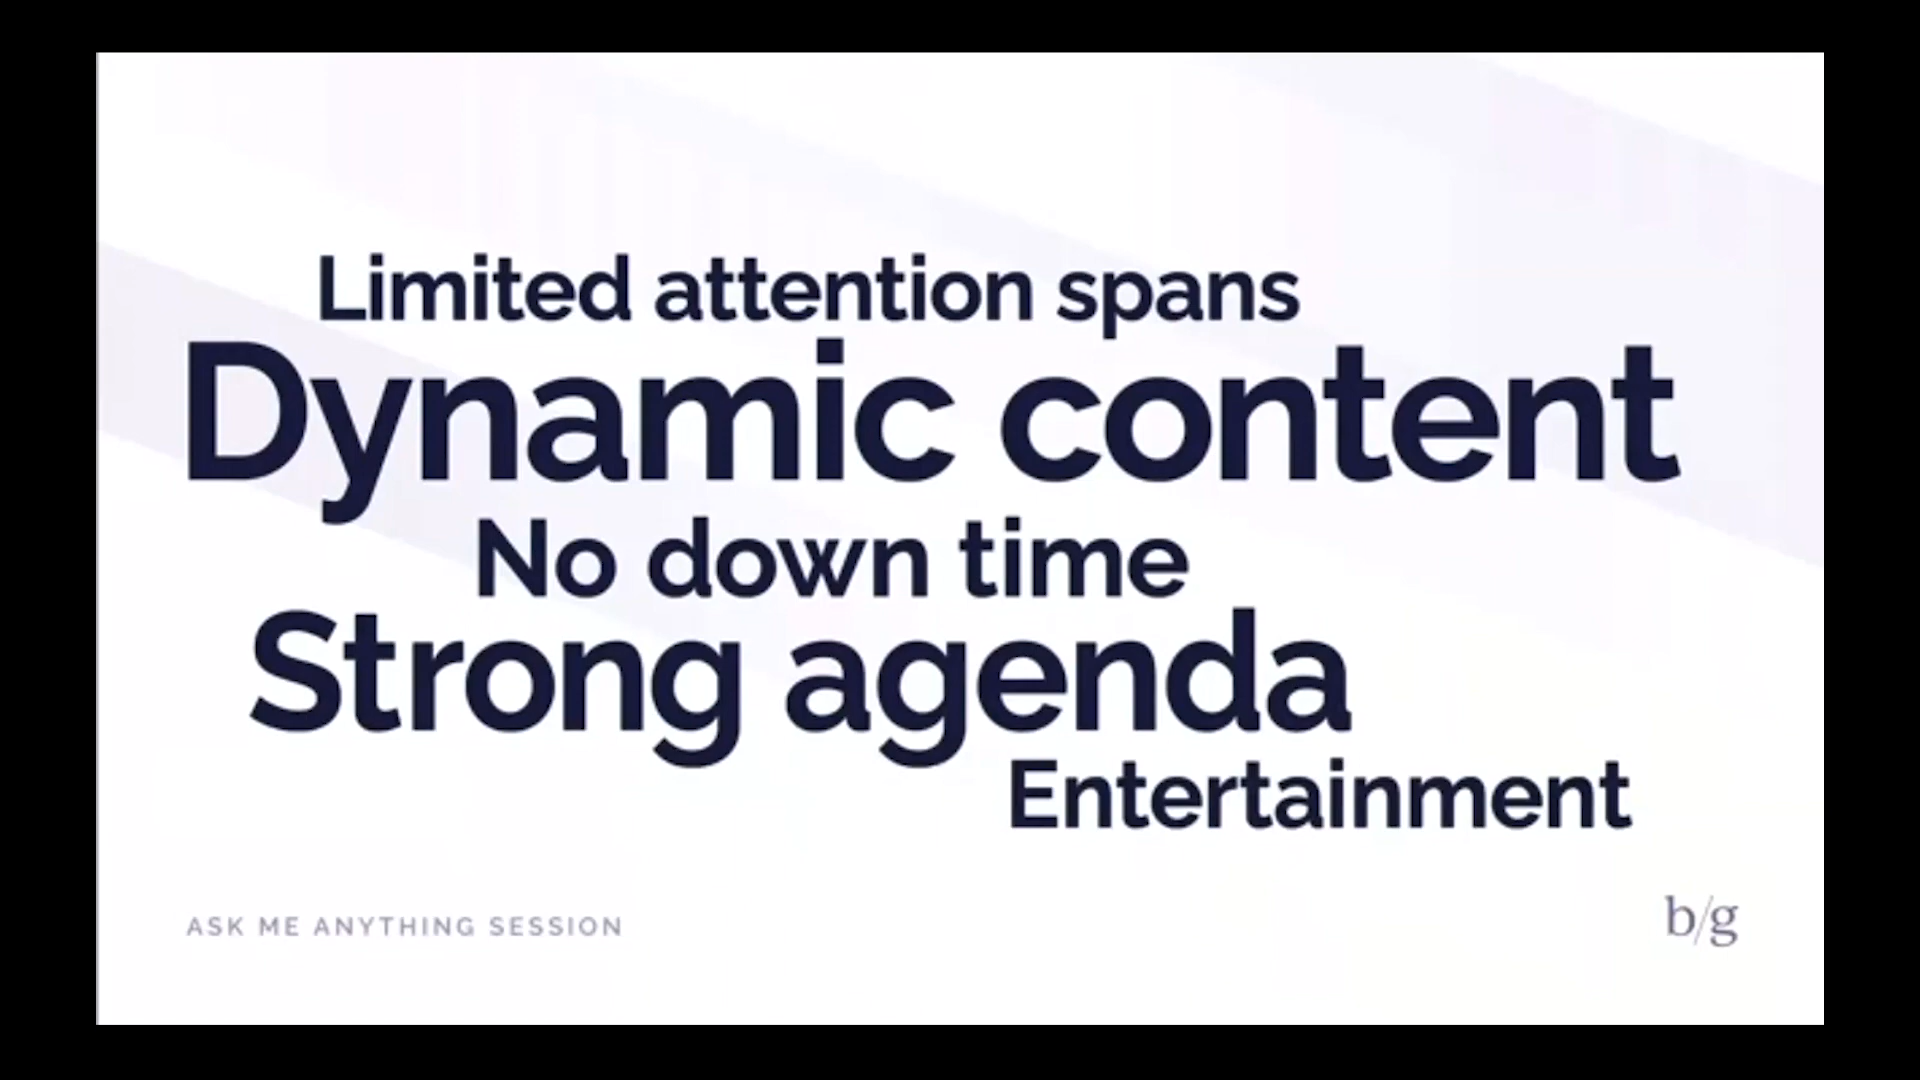 Limited attention spans
Dynamic content
No down time
Strong agenda
Entertainment
ASK ME ANYTHING SESSION
b/g